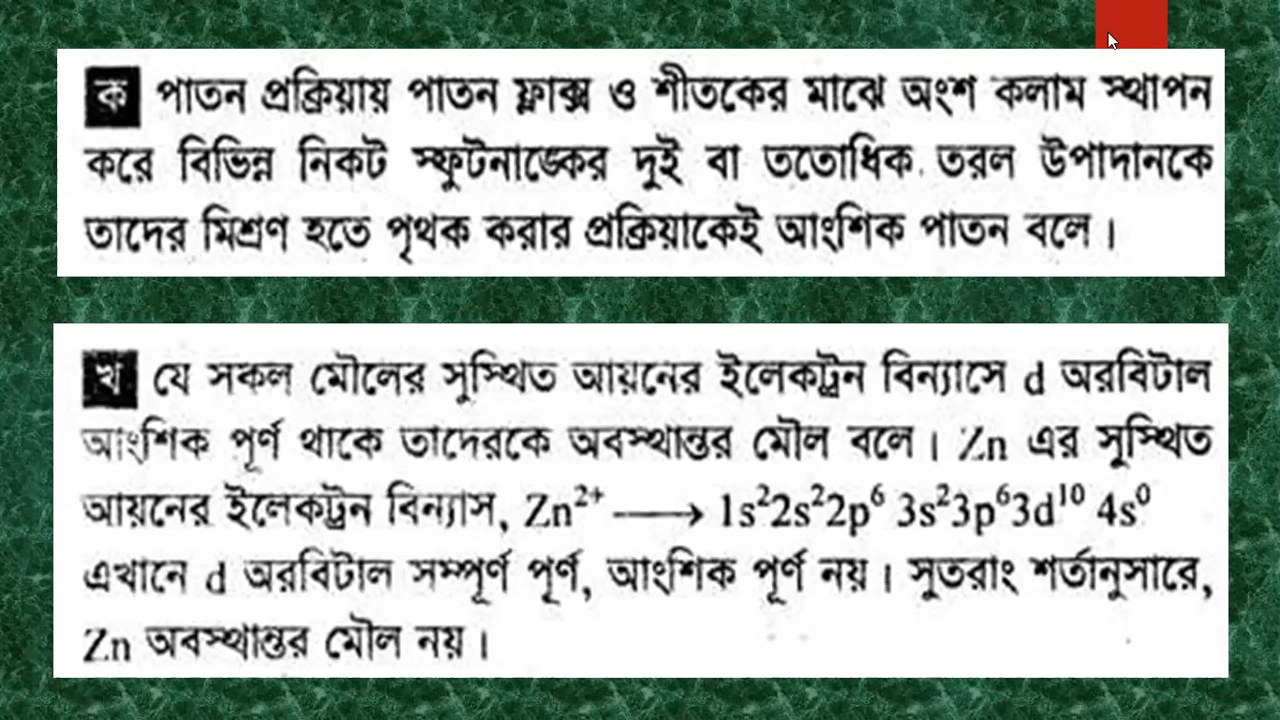 ক পাতন প্রক্রিয়ায় পাতন ফ্লাক্স ও শীতকের মাঝে অংশ কলাম স্থাপন
করে বিভিন্ন নিকট স্ফুটনাঙ্কের দুই বা ততোধিক তরল উপাদানকে
তাদের মিশ্রণ হতে পৃথক করার প্রক্রিয়াকেই আংশিক পাতন বলে।
খ যে সকল মৌলের সুস্থিত আয়নের ইলেকট্রন বিন্যাসে d অরবিটাল
আংশিক পূর্ণ থাকে তাদেরকে অবস্থান্তর মৌল বলে। Zn এর সুস্থিত
আয়নের ইলেকট্রন বিন্যাস, Zn²⁺ ⟶ 1s²2s²2p⁶ 3s²3p⁶3d¹⁰ 4s⁰
এখানে d অরবিটাল সম্পূর্ণ পূর্ণ, আংশিক পূর্ণ নয়। সুতরাং শর্তানুসারে,
Zn অবস্থান্তর মৌল নয়।